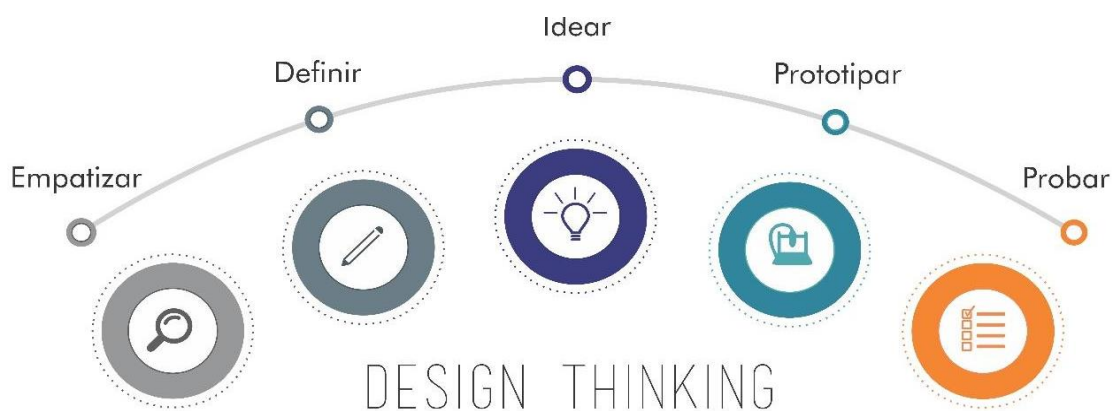 Empatizar
Definir
Idear
Prototipar
Probar
DESIGN THINKING